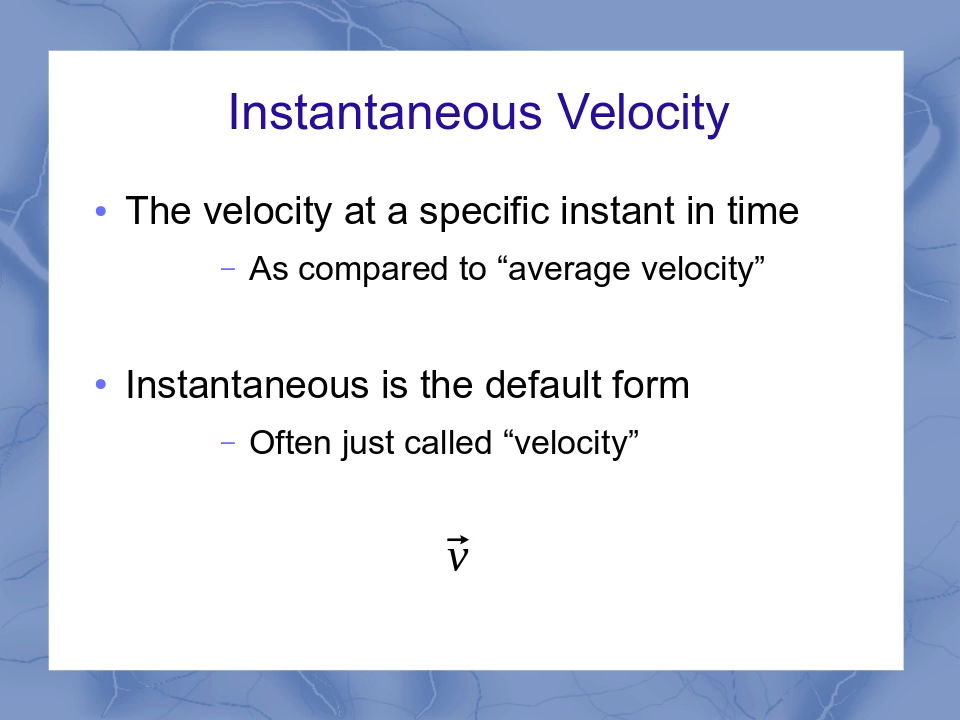 Instantaneous Velocity
• The velocity at a specific instant in time
– As compared to “average velocity”
• Instantaneous is the default form
– Often just called “velocity”
v⃗